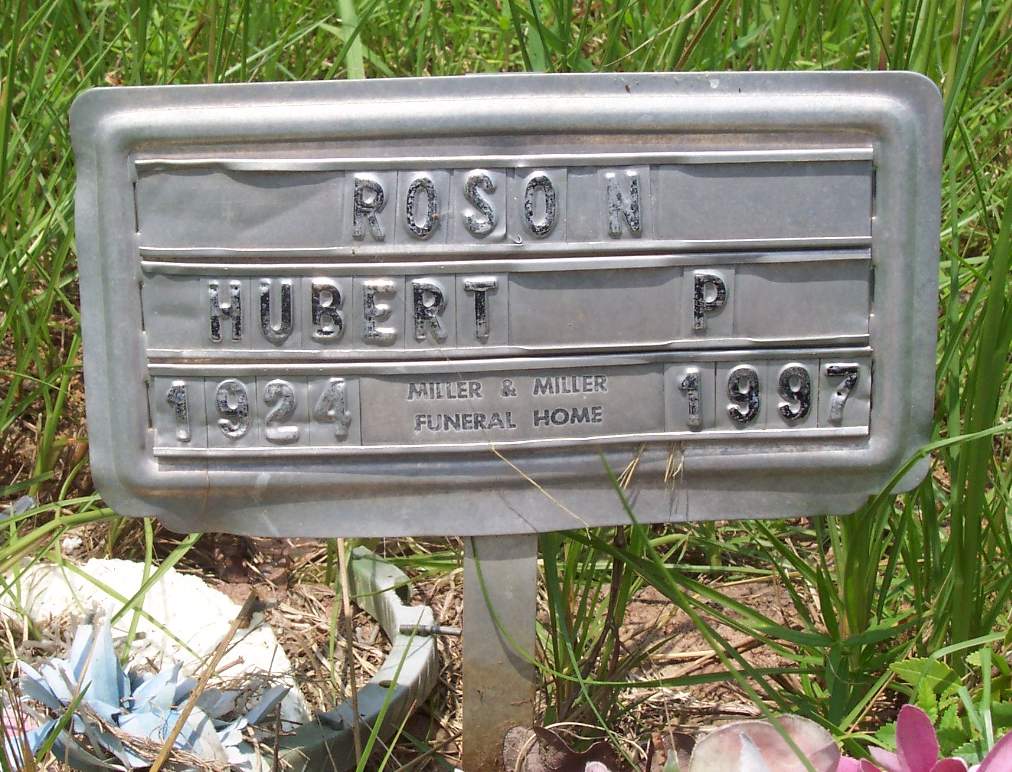 ROSON
HUBERT P
1924 MILLER & MILLER 1997
FUNERAL HOME